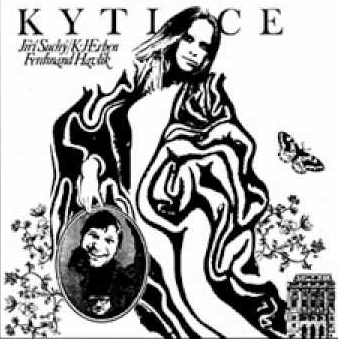 KYTICE
Jiří Suchý/K.J.Erben
Ferdinand Havlík